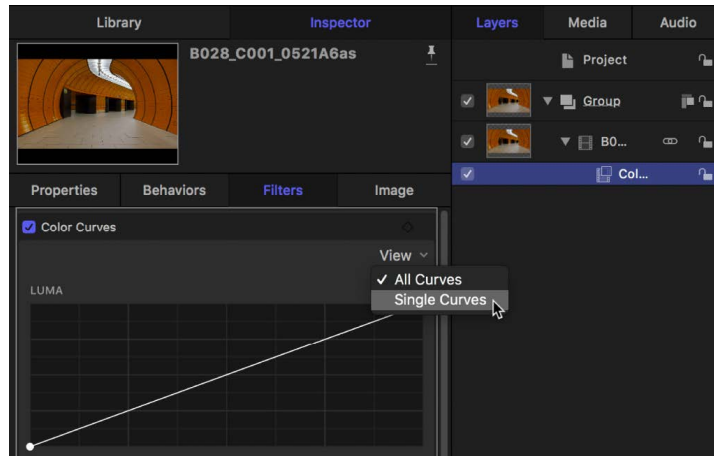 Library
Inspector
Layers
Media
Audio
B028_C001_0521A6as
Project
Group
B0...
Col...
Properties
Behaviors
Filters
Image
Color Curves
View
All Curves
Single Curves
LUMA